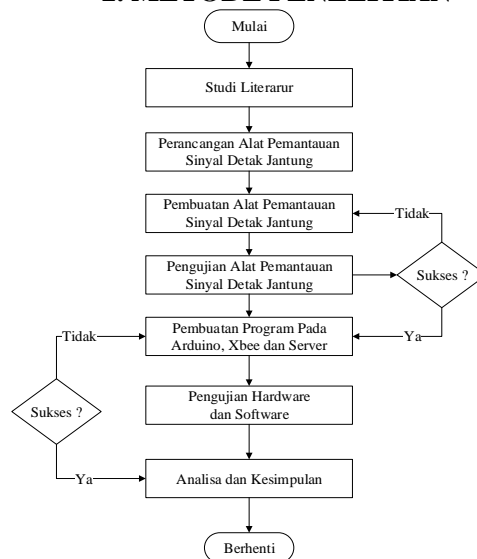 METODE PENELITIAN
Mulai
Studi Literarur
Perancangan Alat Pemantauan
Sinyal Detak Jantung
Pembuatan Alat Pemantauan
Sinyal Detak Jantung
Tidak
Pengujian Alat Pemantauan
Sinyal Detak Jantung
Sukses ?
Tidak
Pembuatan Program Pada
Arduino, Xbee dan Server
Ya
Sukses ?
Pengujian Hardware
dan Software
Ya
Analisa dan Kesimpulan
Berhenti